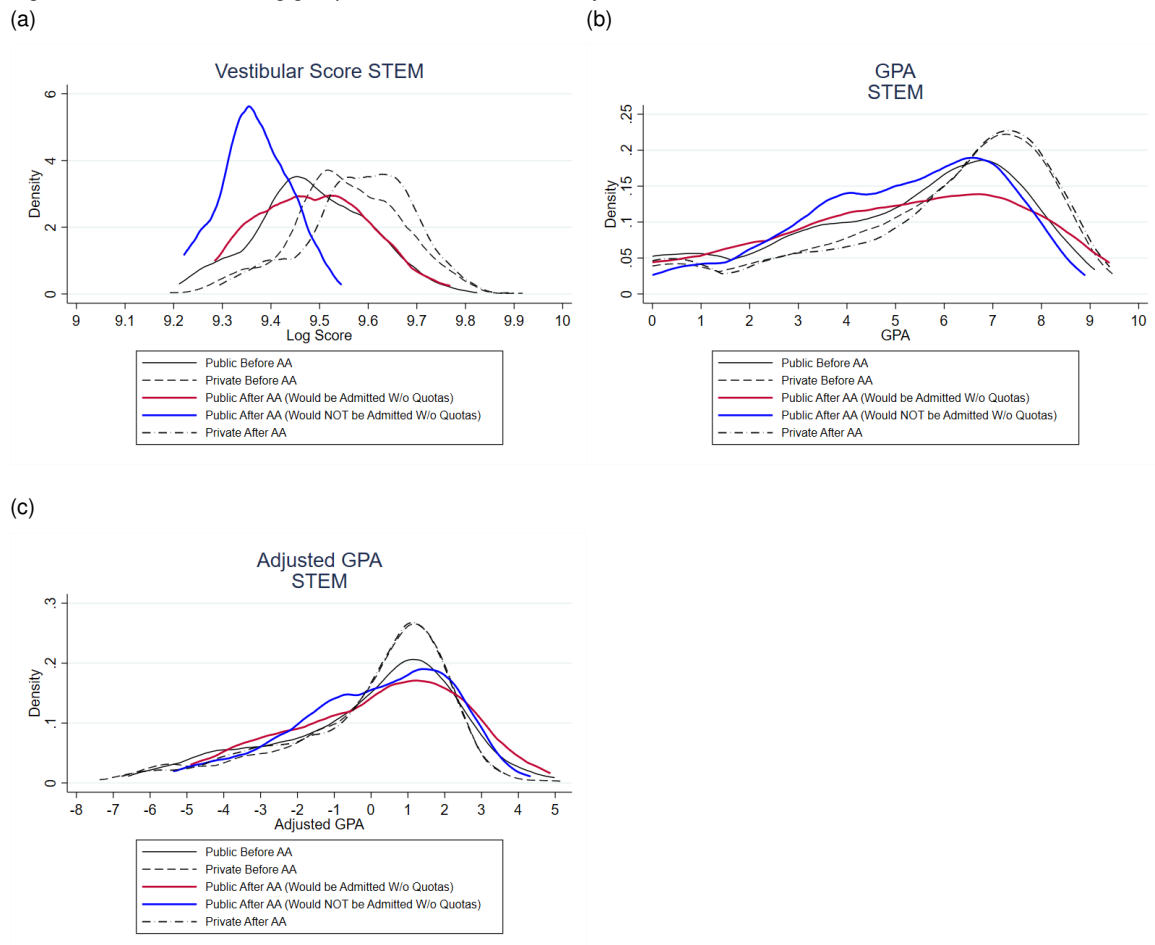 (a)
(b)
Vestibular Score STEM
Density
0
2
4
6
9
9.1
9.2
9.3
9.4
9.5
9.6
9.7
9.8
9.9
10
Log Score
Public Before AA
Private Before AA
Public After AA (Would be Admitted W/o Quotas)
Public After AA (Would NOT be Admitted W/o Quotas)
Private After AA
GPA
STEM
Density
0
.05
.1
.15
.2
.25
0
1
2
3
4
5
6
7
8
9
10
GPA
Public Before AA
Private Before AA
Public After AA (Would be Admitted W/o Quotas)
Public After AA (Would NOT be Admitted W/o Quotas)
Private After AA
(c)
Adjusted GPA
STEM
Density
0
.1
.2
.3
-8
-7
-6
-5
-4
-3
-2
-1
0
1
2
3
4
5
Adjusted GPA
Public Before AA
Private Before AA
Public After AA (Would be Admitted W/o Quotas)
Public After AA (Would NOT be Admitted W/o Quotas)
Private After AA